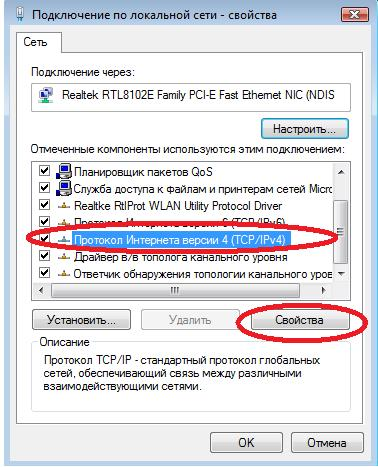 Подключение по локальной сети - свойства
Сеть
Подключение через:
Realtek RTL8102E Family PCI-E Fast Ethernet NIC (NDIS
Настроить...
Отмеченные компоненты используются этим подключением:
Планировщик пакетов QoS
Служба доступа к файлам и принтерам сетей Micro
Realtke RtlProt WLAN Utility Protocol Driver
Протокол Интернета версии 6 (TCP/IPv6)
Протокол Интернета версии 4 (TCP/IPv4)
Драйвер в/в тополога канального уровня
Ответчик обнаружения топологии канального уров
Установить...
Удалить
Свойства
Описание
Протокол TCP/IP - стандартный протокол глобальных
сетей, обеспечивающий связь между различными
взаимодействующими сетями.
OK
Отмена